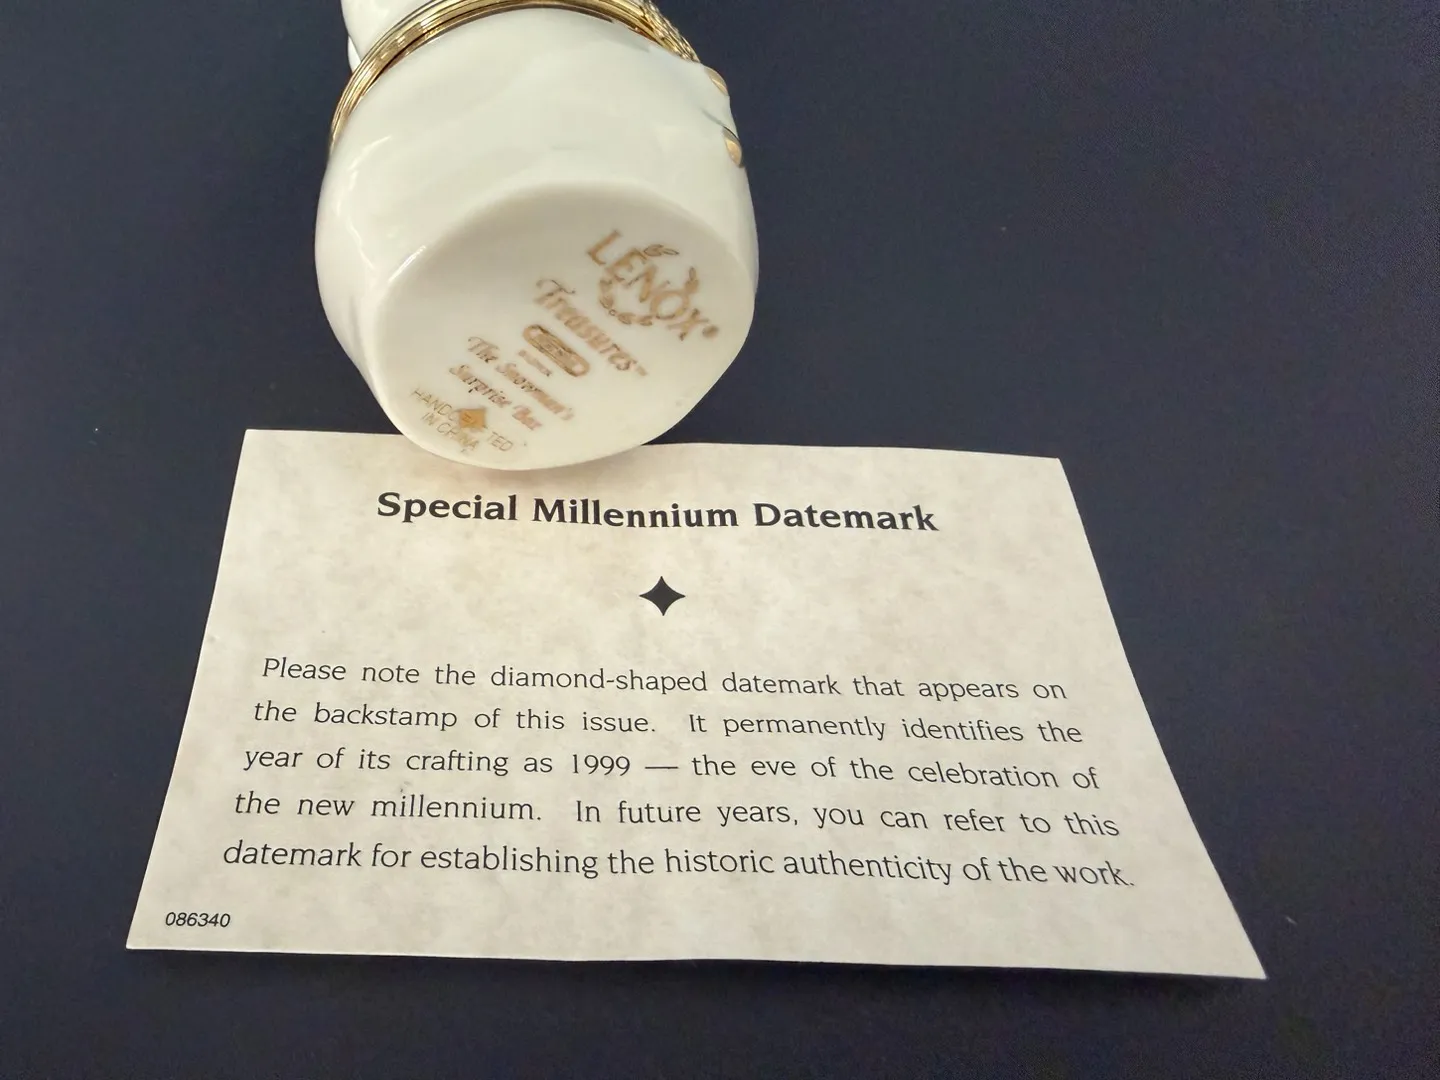 LENOX®
Treasures™
The Snowman's
Surprise Box
HANDCRAFTED
IN CHINA
Special Millennium Datemark
Please note the diamond-shaped datemark that appears on
the backstamp of this issue. It permanently identifies the
year of its crafting as 1999 — the eve of the celebration of
the new millennium. In future years, you can refer to this
datemark for establishing the historic authenticity of the work.
086340